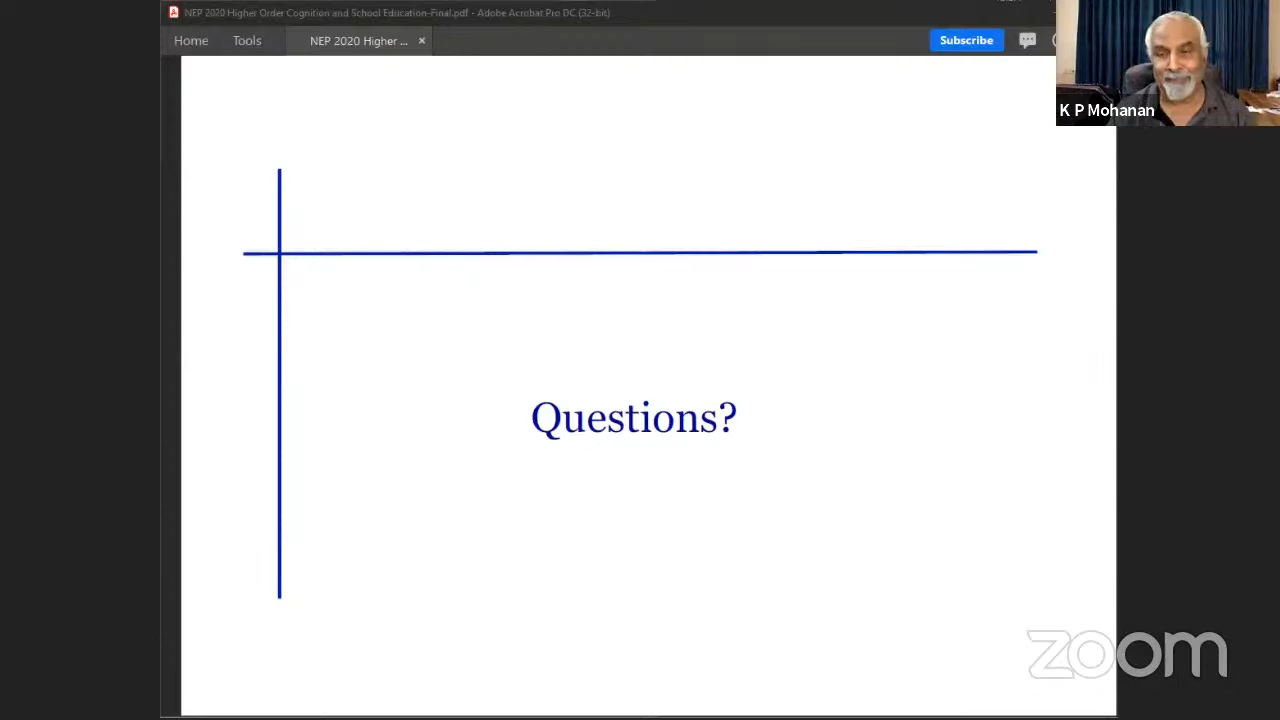 NEP 2020 Higher Order Cognition and School Education-Final.pdf - Adobe Acrobat Pro DC (32-bit)
Home Tools NEP 2020 Higher ... × Subscribe
K P Mohanan
Questions?
zoom